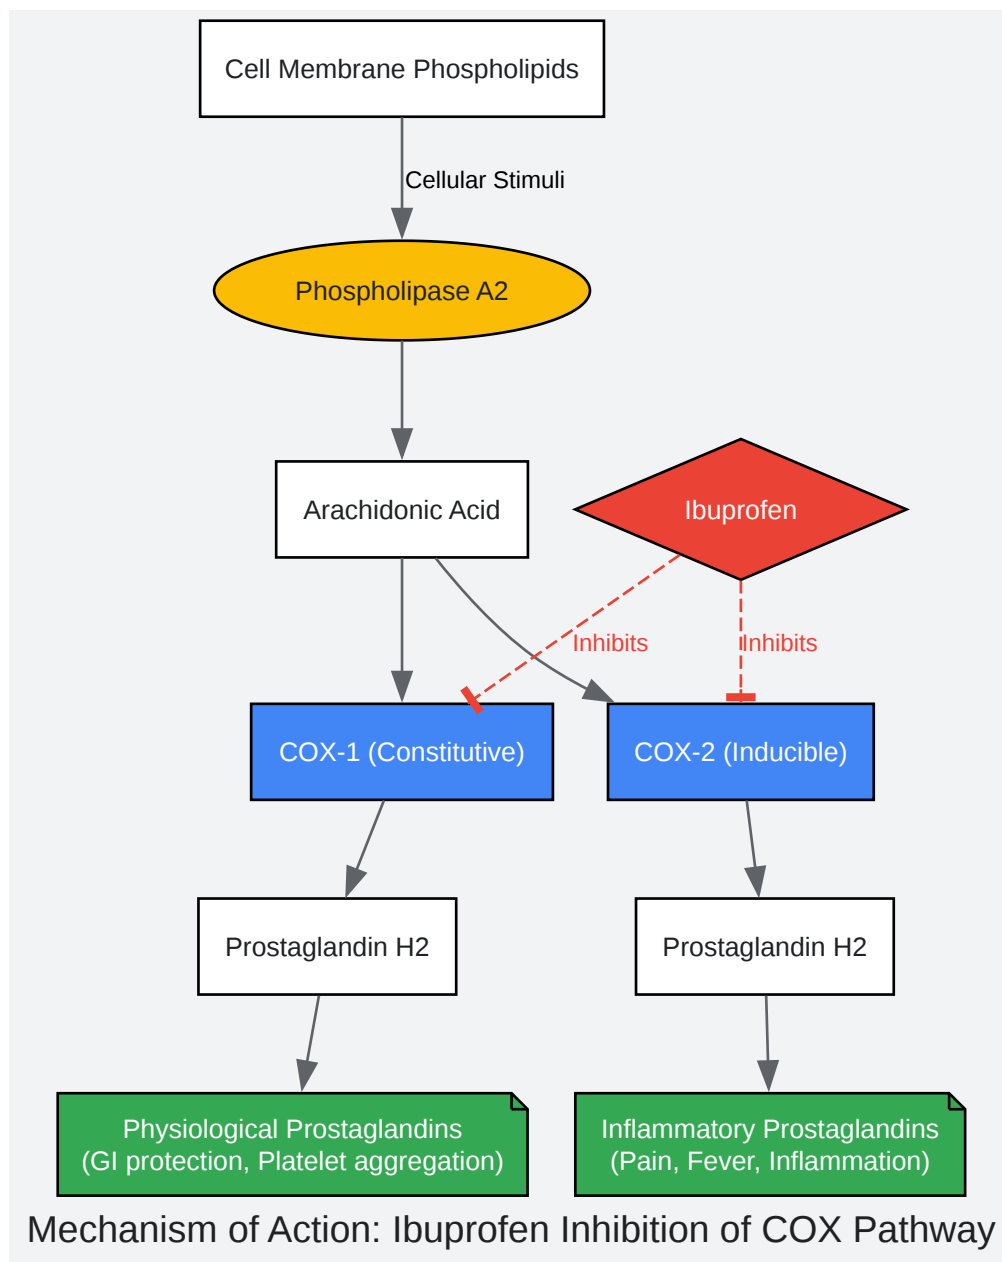 Cell Membrane Phospholipids
Cellular Stimuli
Phospholipase A2
Arachidonic Acid
Ibuprofen
Inhibits
Inhibits
COX-1 (Constitutive)
COX-2 (Inducible)
Prostaglandin H2
Prostaglandin H2
Physiological Prostaglandins
(GI protection, Platelet aggregation)
Inflammatory Prostaglandins
(Pain, Fever, Inflammation)
Mechanism of Action: Ibuprofen Inhibition of COX Pathway